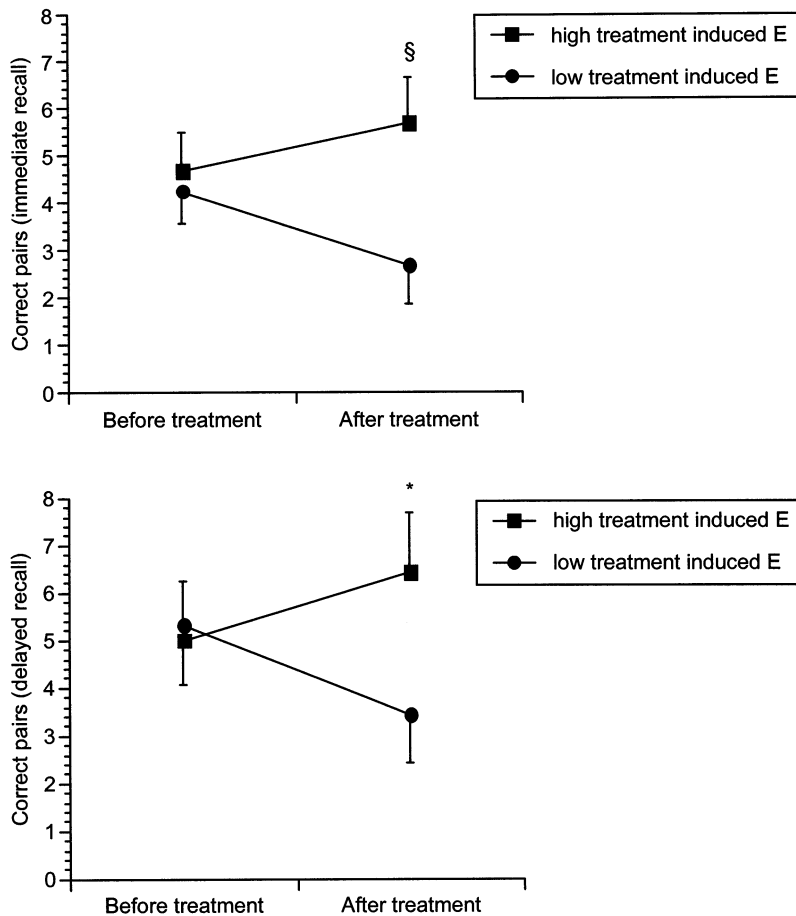 8
7
6
5
4
3
2
1
0
Correct pairs (immediate recall)
§
high treatment induced E
low treatment induced E
Before treatment After treatment
8
7
6
5
4
3
2
1
0
Correct pairs (delayed recall)
*
high treatment induced E
low treatment induced E
Before treatment After treatment